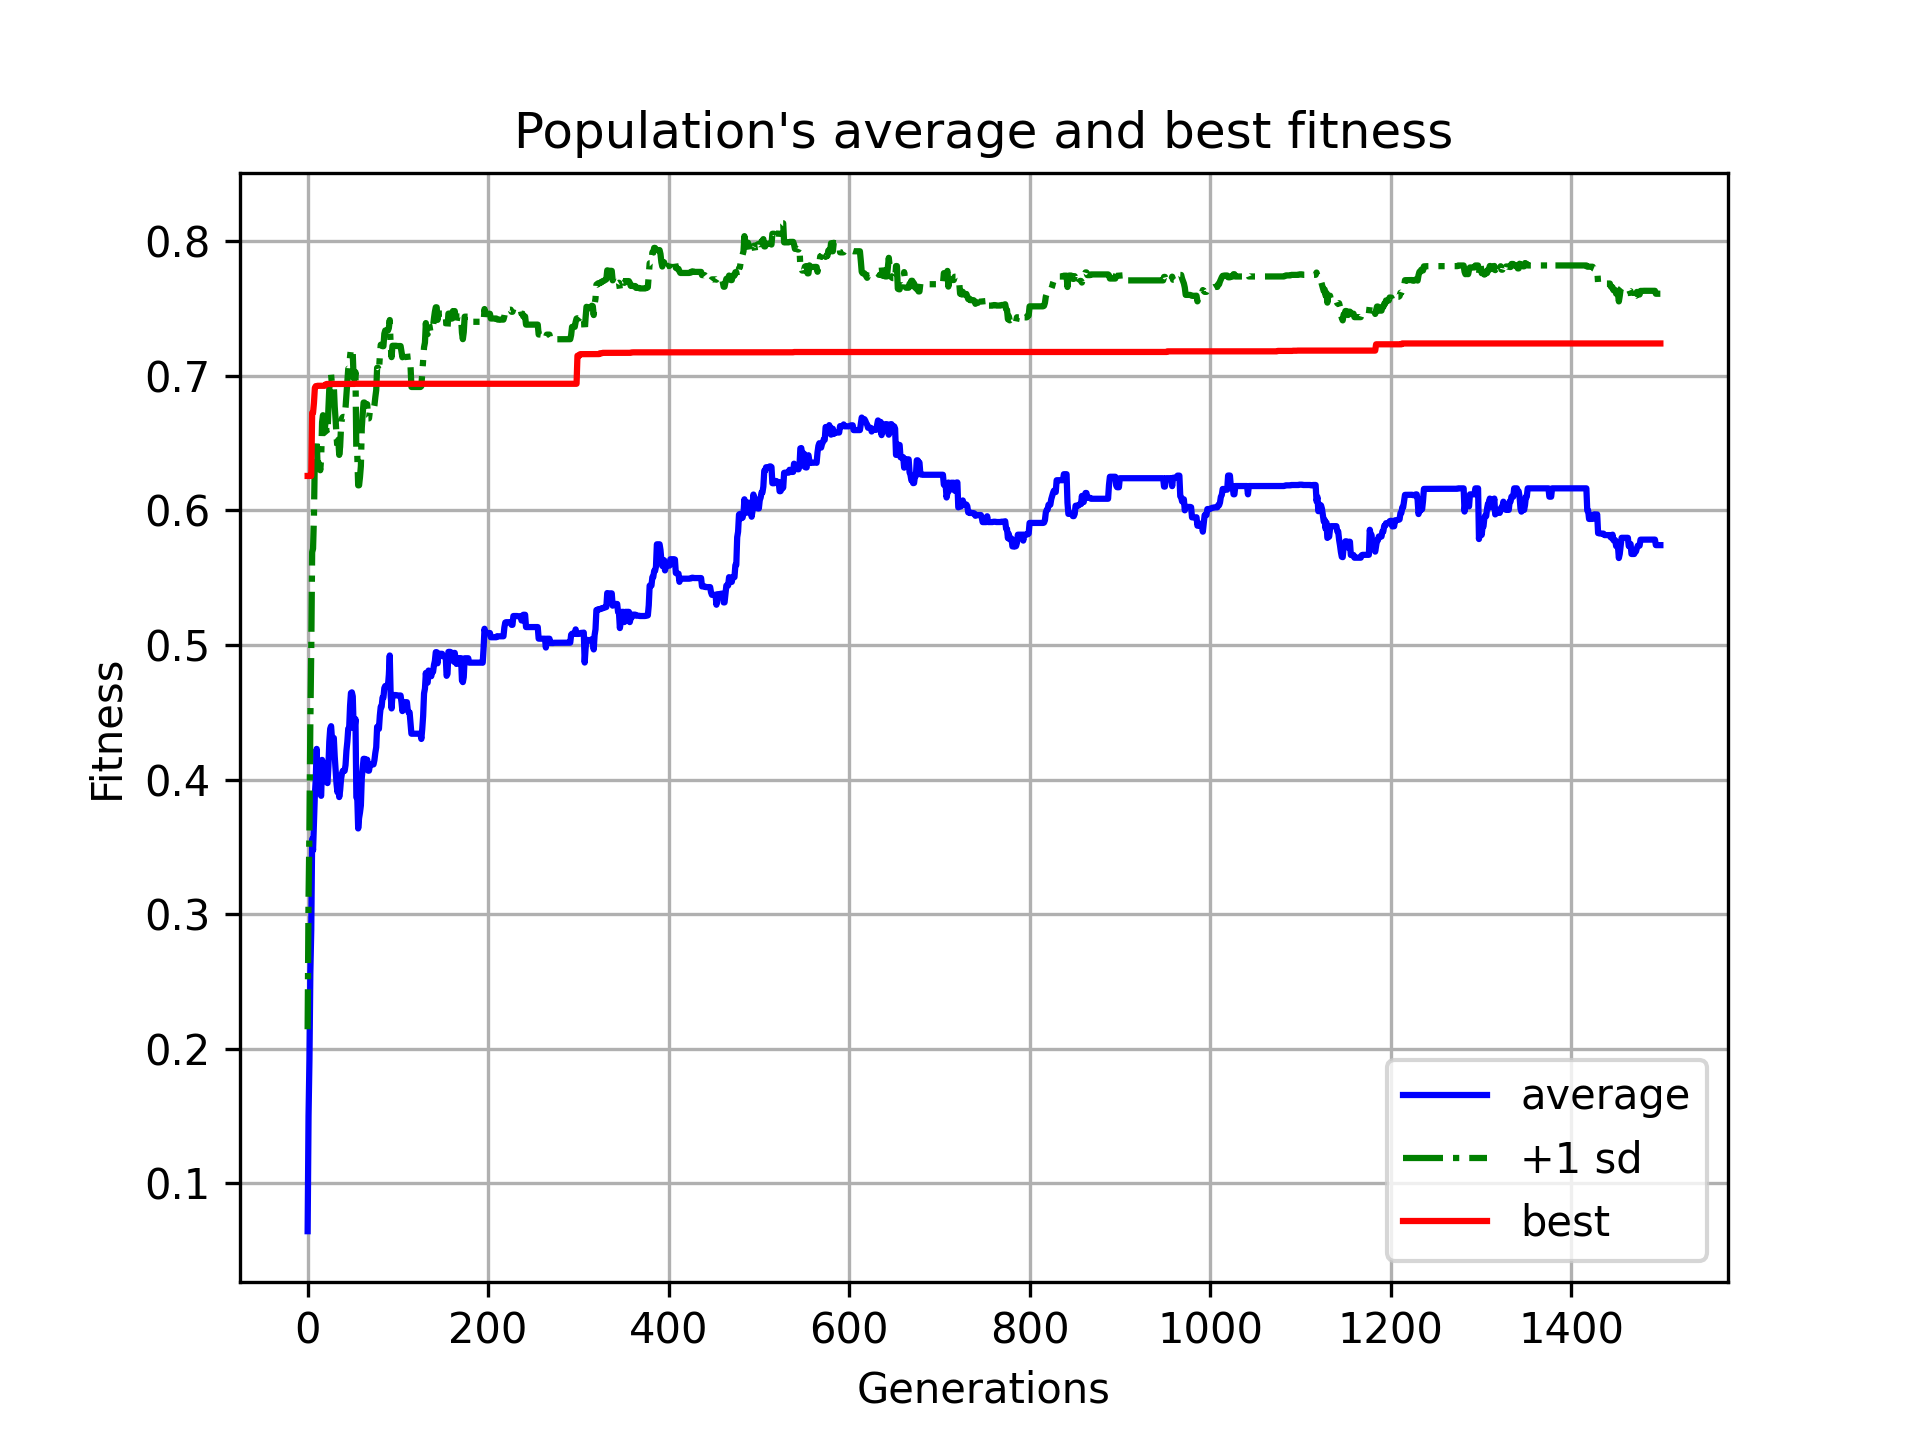 Population's average and best fitness
Fitness
0.8
0.7
0.6
0.5
0.4
0.3
0.2
0.1
average
+1 sd
best
0 200 400 600 800 1000 1200 1400
Generations